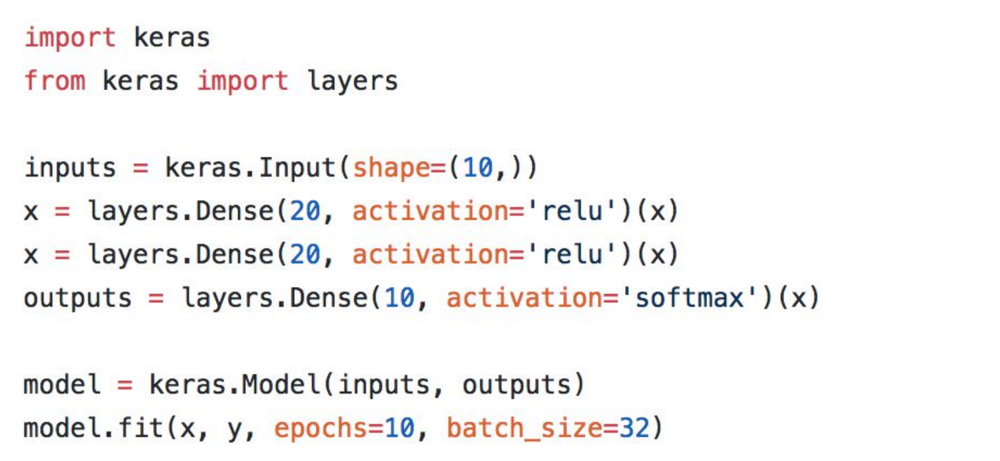 import keras
from keras import layers
inputs = keras.Input(shape=(10,))
x = layers.Dense(20, activation='relu')(x)
x = layers.Dense(20, activation='relu')(x)
outputs = layers.Dense(10, activation='softmax')(x)
model = keras.Model(inputs, outputs)
model.fit(x, y, epochs=10, batch_size=32)